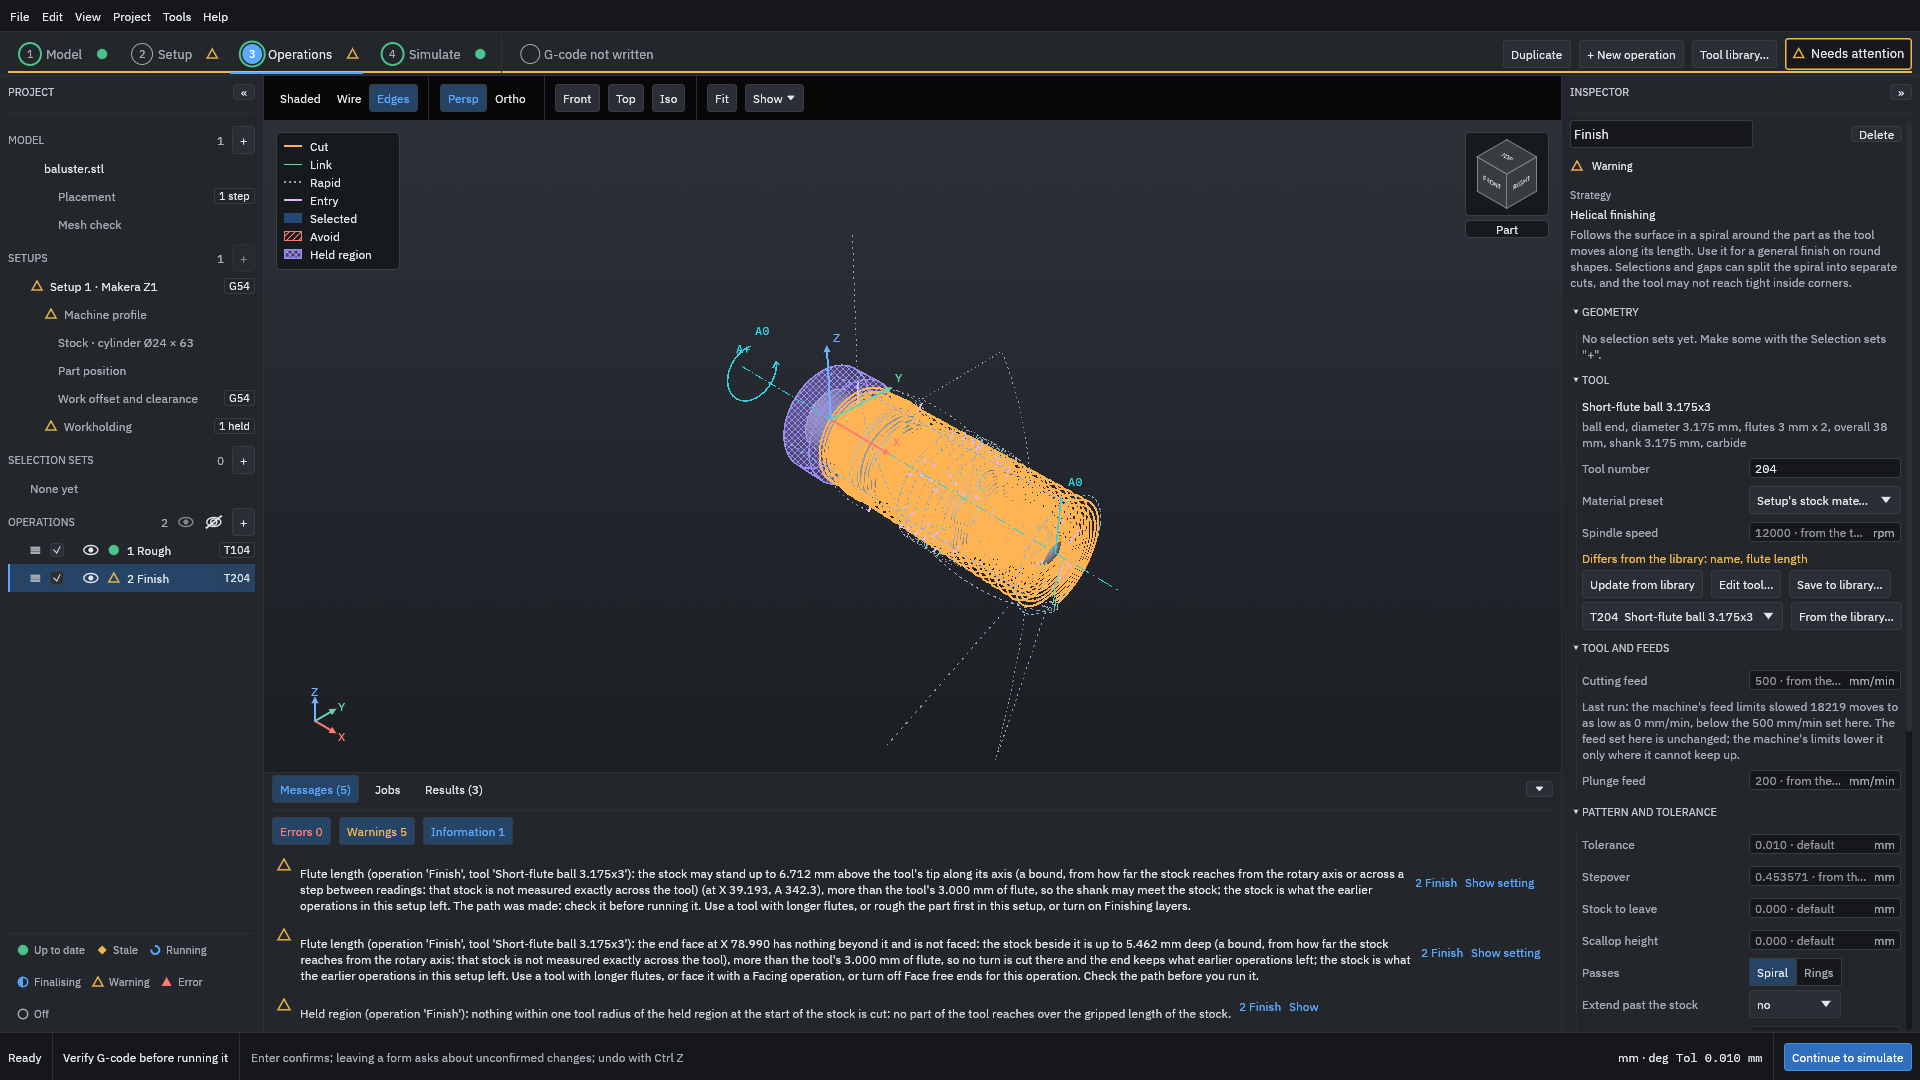 File Edit View Project Tools Help
1 Model 2 Setup 3 Operations 4 Simulate G-code not written Duplicate + New operation Tool library... Needs attention
PROJECT «
MODEL 1 +
baluster.stl
Placement 1 step
Mesh check
SETUPS 1 +
Setup 1 · Makera Z1 G54
Machine profile
Stock · cylinder Ø24 × 63
Part position
Work offset and clearance G54
Workholding 1 held
SELECTION SETS 0 +
None yet
OPERATIONS 2 +
1 Rough T104
2 Finish T204
Up to date Stale Running
Finalising Warning Error
Off
Shaded Wire Edges Persp Ortho Front Top Iso Fit Show
Cut
Link
Rapid
Entry
Selected
Avoid
Held region
TOP
FRONT RIGHT
Part
A0
A+
Z
Y
X
A0
Z
Y
X
Messages (5) Jobs Results (3)
Errors 0 Warnings 5 Information 1
Flute length (operation 'Finish', tool 'Short-flute ball 3.175x3'): the stock may stand up to 6.712 mm above the tool's tip along its axis (a bound, from how far the stock reaches from the rotary axis or across a
step between readings: that stock is not measured exactly across the tool) (at X 39.193, A 342.3), more than the tool's 3.000 mm of flute, so the shank may meet the stock; the stock is what the earlier
operations in this setup left. The path was made: check it before running it. Use a tool with longer flutes, or rough the part first in this setup, or turn on Finishing layers.
2 Finish Show setting
Flute length (operation 'Finish', tool 'Short-flute ball 3.175x3'): the end face at X 78.990 has nothing beyond it and is not faced: the stock beside it is up to 5.462 mm deep (a bound, from how far the stock
reaches from the rotary axis: that stock is not measured exactly across the tool), more than the tool's 3.000 mm of flute, so no turn is cut there and the end keeps what earlier operations left; the stock is what
the earlier operations in this setup left. Use a tool with longer flutes, or face it with a Facing operation, or turn off Face free ends for this operation. Check the path before you run it.
2 Finish Show setting
Held region (operation 'Finish'): nothing within one tool radius of the held region at the start of the stock is cut: no part of the tool reaches over the gripped length of the stock.
2 Finish Show
INSPECTOR »
Finish Delete
Warning
Strategy
Helical finishing
Follows the surface in a spiral around the part as the tool
moves along its length. Use it for a general finish on round
shapes. Selections and gaps can split the spiral into separate
cuts, and the tool may not reach tight inside corners.
GEOMETRY
No selection sets yet. Make some with the Selection sets
"+".
TOOL
Short-flute ball 3.175x3
ball end, diameter 3.175 mm, flutes 3 mm x 2, overall 38
mm, shank 3.175 mm, carbide
Tool number 204
Material preset Setup's stock mate...
Spindle speed 12000 · from the t... rpm
Differs from the library: name, flute length
Update from library Edit tool... Save to library...
T204 Short-flute ball 3.175x3 From the library...
TOOL AND FEEDS
Cutting feed 500 · from the... mm/min
Last run: the machine's feed limits slowed 18219 moves to
as low as 0 mm/min, below the 500 mm/min set here. The
feed set here is unchanged; the machine's limits lower it
only where it cannot keep up.
Plunge feed 200 · from the... mm/min
PATTERN AND TOLERANCE
Tolerance 0.010 · default mm
Stepover 0.453571 · from th... mm
Stock to leave 0.000 · default mm
Scallop height 0.000 · default mm
Passes Spiral Rings
Extend past the stock no
Ready Verify G-code before running it Enter confirms; leaving a form asks about unconfirmed changes; undo with Ctrl Z mm · deg Tol 0.010 mm Continue to simulate